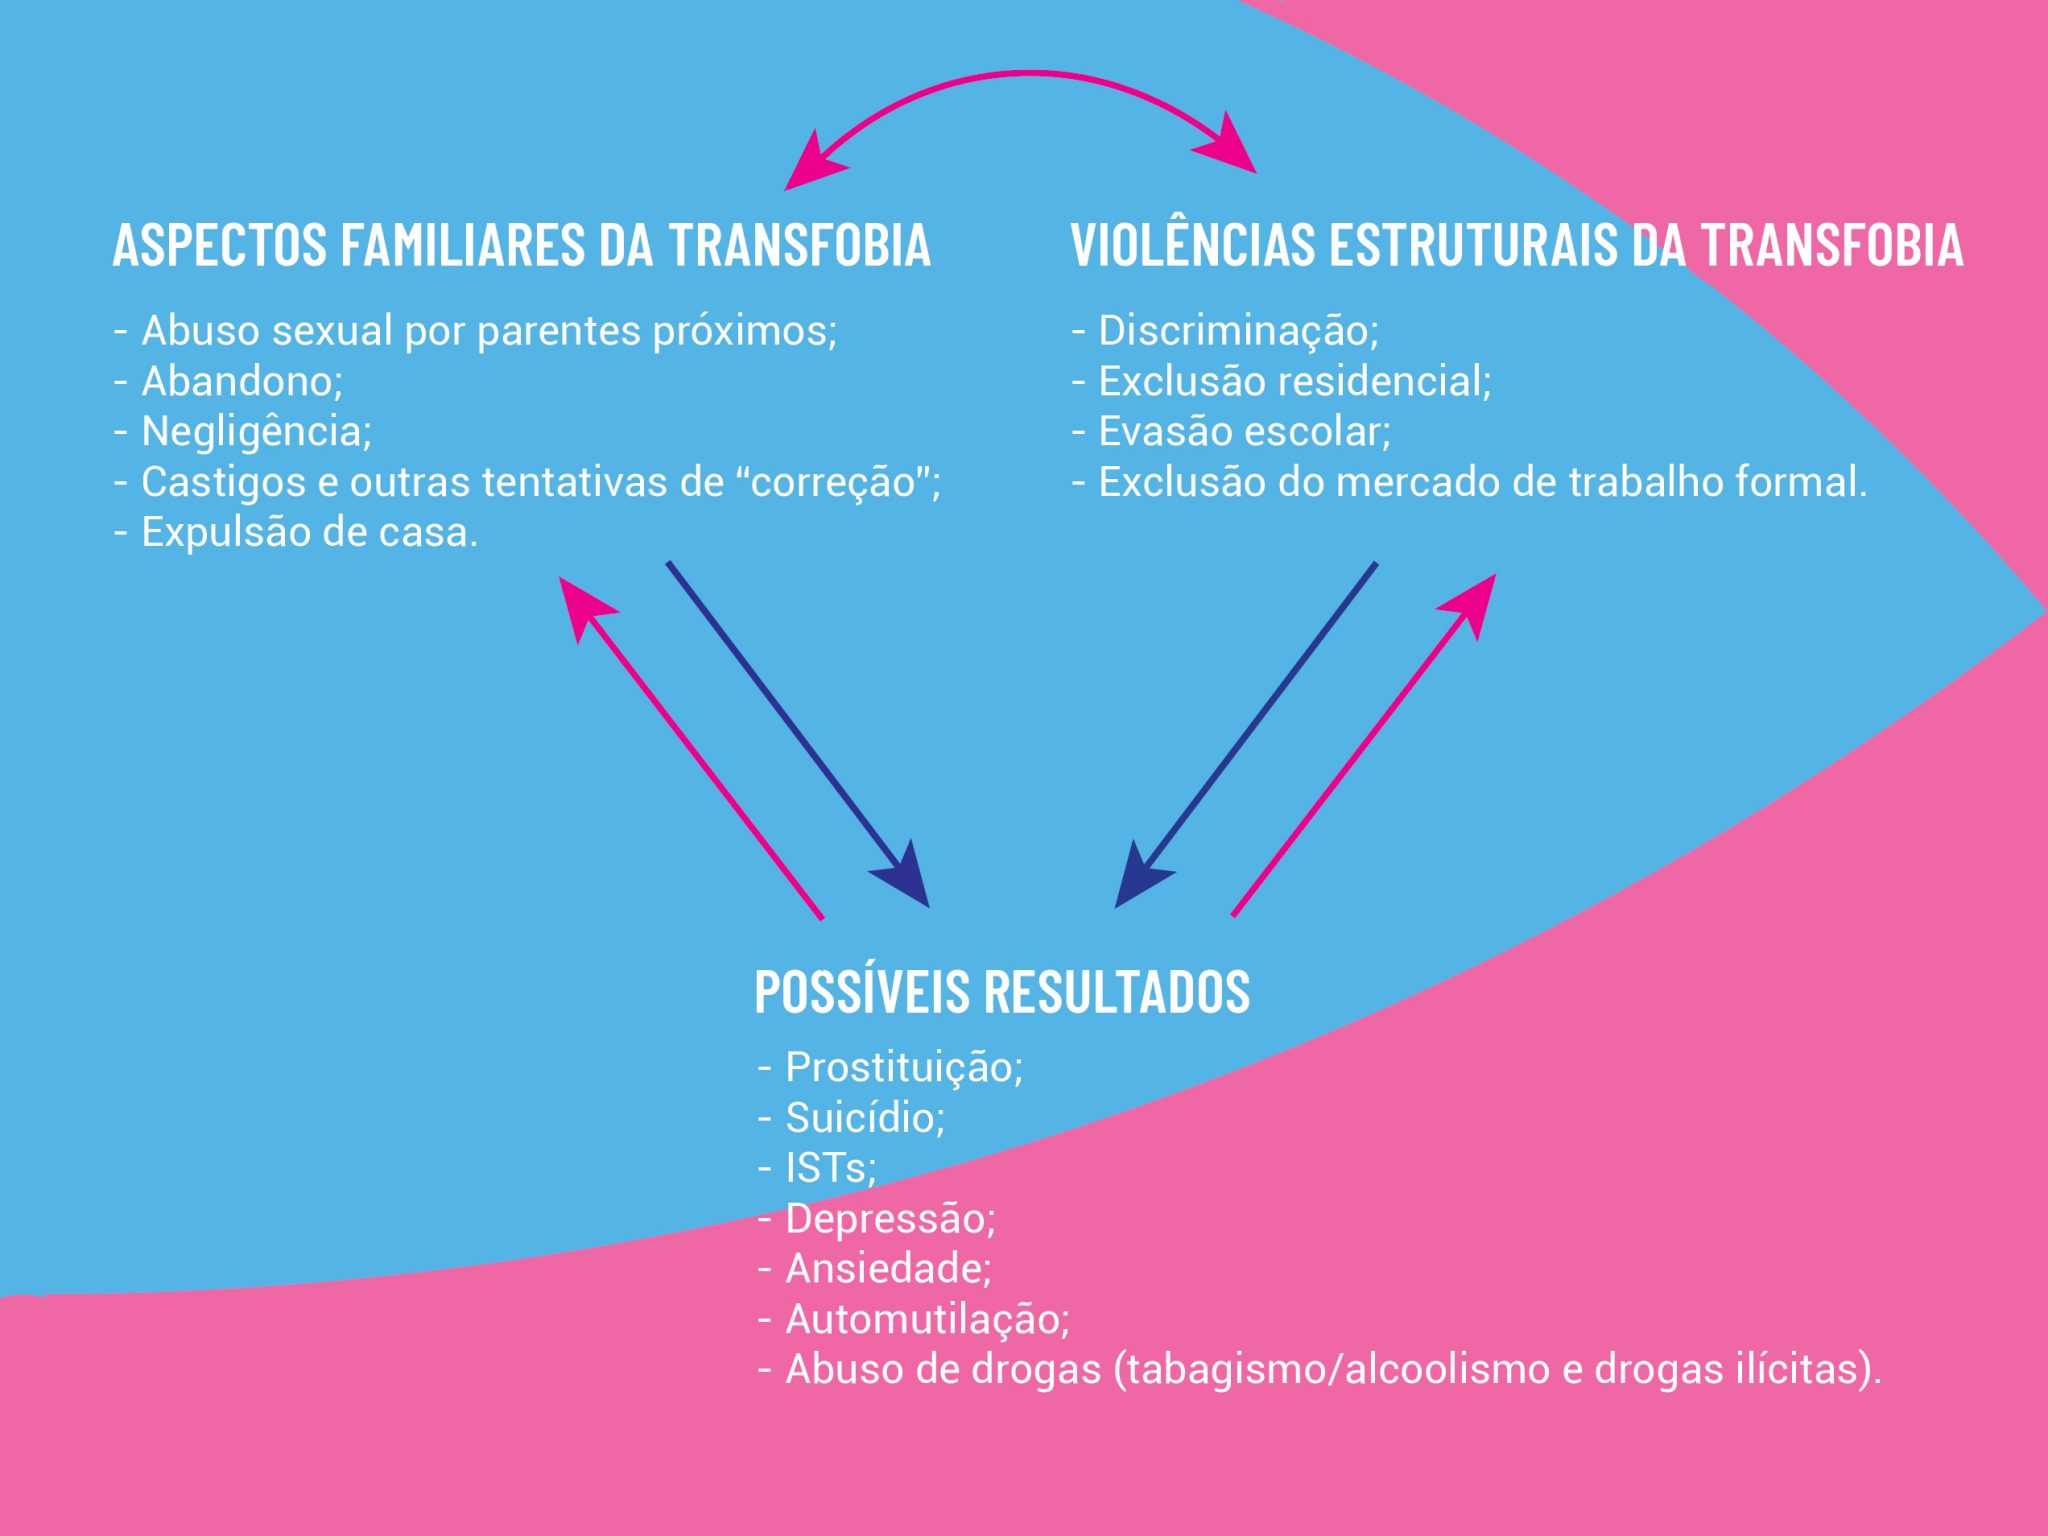 ASPECTOS FAMILIARES DA TRANSFOBIA
- Abuso sexual por parentes próximos;
- Abandono;
- Negligência;
- Castigos e outras tentativas de “correção”;
- Expulsão de casa.
VIOLÊNCIAS ESTRUTURAIS DA TRANSFOBIA
- Discriminação;
- Exclusão residencial;
- Evasão escolar;
- Exclusão do mercado de trabalho formal.
POSSÍVEIS RESULTADOS
- Prostituição;
- Suicídio;
- ISTs;
- Depressão;
- Ansiedade;
- Automutilação;
- Abuso de drogas (tabagismo/alcoolismo e drogas ilícitas).